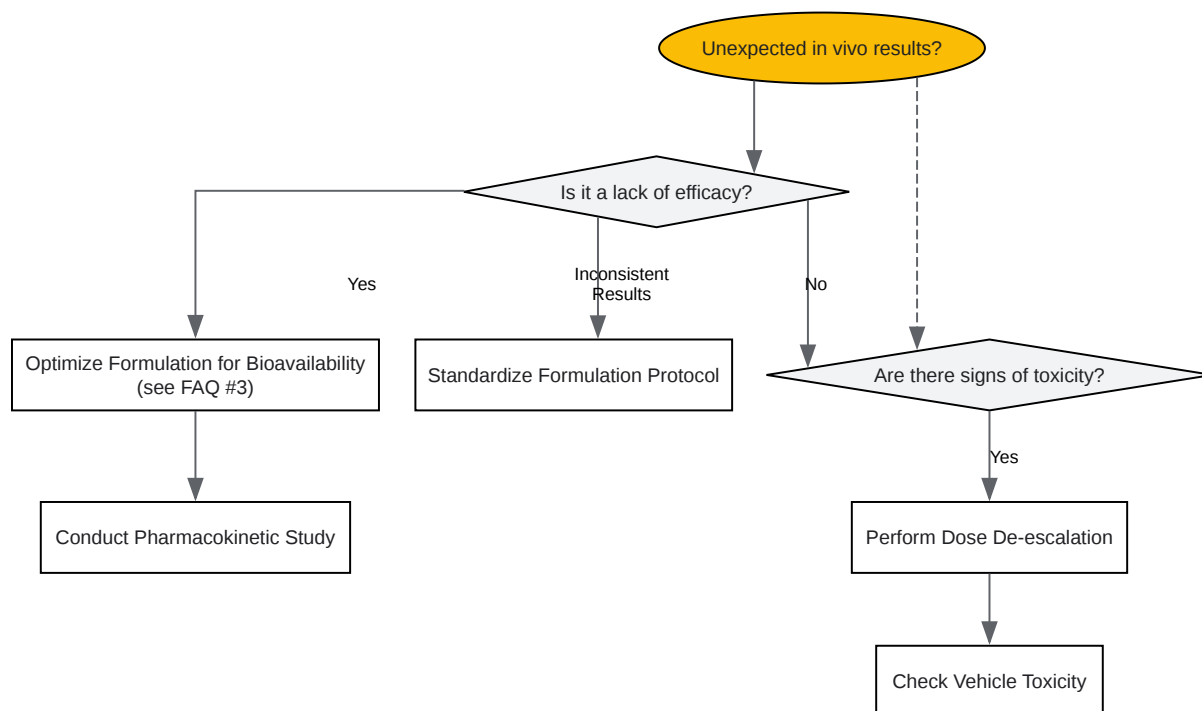 Unexpected in vivo results?
Is it a lack of efficacy?
Yes
Inconsistent
Results
No
Optimize Formulation for Bioavailability
(see FAQ #3)
Standardize Formulation Protocol
Are there signs of toxicity?
Yes
Conduct Pharmacokinetic Study
Perform Dose De-escalation
Check Vehicle Toxicity